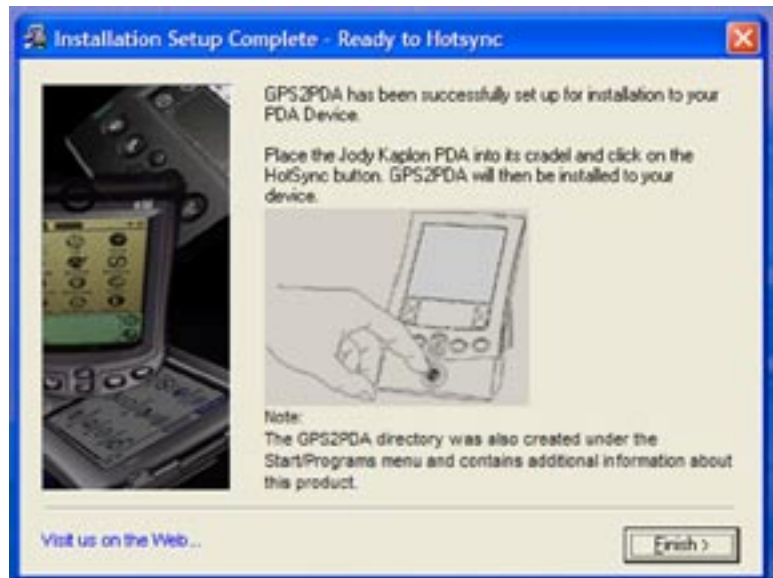 Installation Setup Complete - Ready to Hotsync
GPS2PDA has been successfully set up for installation to your
PDA Device.
Place the Jody Kaplon PDA into its cradel and click on the
HotSync button. GPS2PDA will then be installed to your
device.
Note:
The GPS2PDA directory was also created under the
Start/Programs menu and contains additional information about
this product.
Visit us on the Web...
Finish >